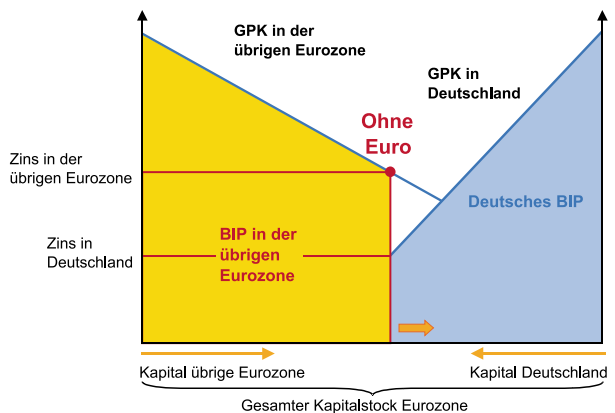 GPK in der
übrigen Eurozone
GPK in
Deutschland
Ohne
Euro
Zins in der
übrigen Eurozone
Deutsches BIP
BIP in der
übrigen
Eurozone
Zins in
Deutschland
Kapital übrige Eurozone
Kapital Deutschland
Gesamter Kapitalstock Eurozone